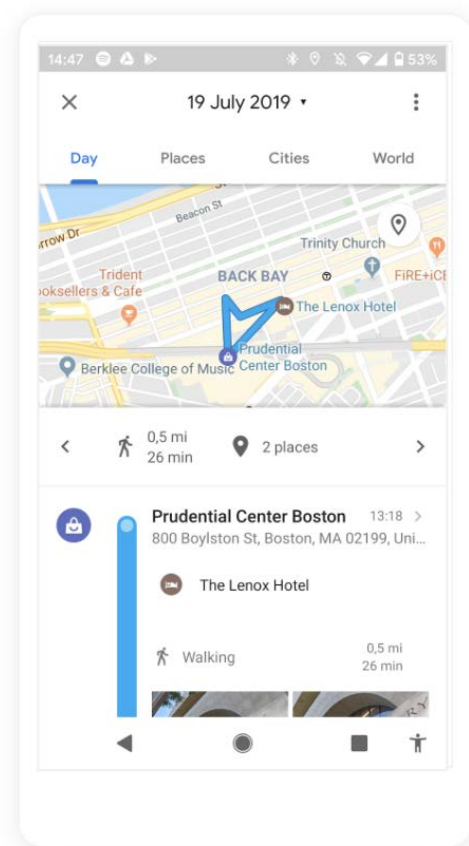 14:47 53%
19 July 2019
Day Places Cities World
Beacon St
rrow Dr
Trinity Church
Trident
ooksellers & Cafe
BACK BAY
FiRE+iCE
The Lenox Hotel
Prudential
Center Boston
Berklee College of Music
0,5 mi
26 min
2 places
Prudential Center Boston 13:18
800 Boylston St, Boston, MA 02199, Uni...
The Lenox Hotel
Walking
0,5 mi
26 min